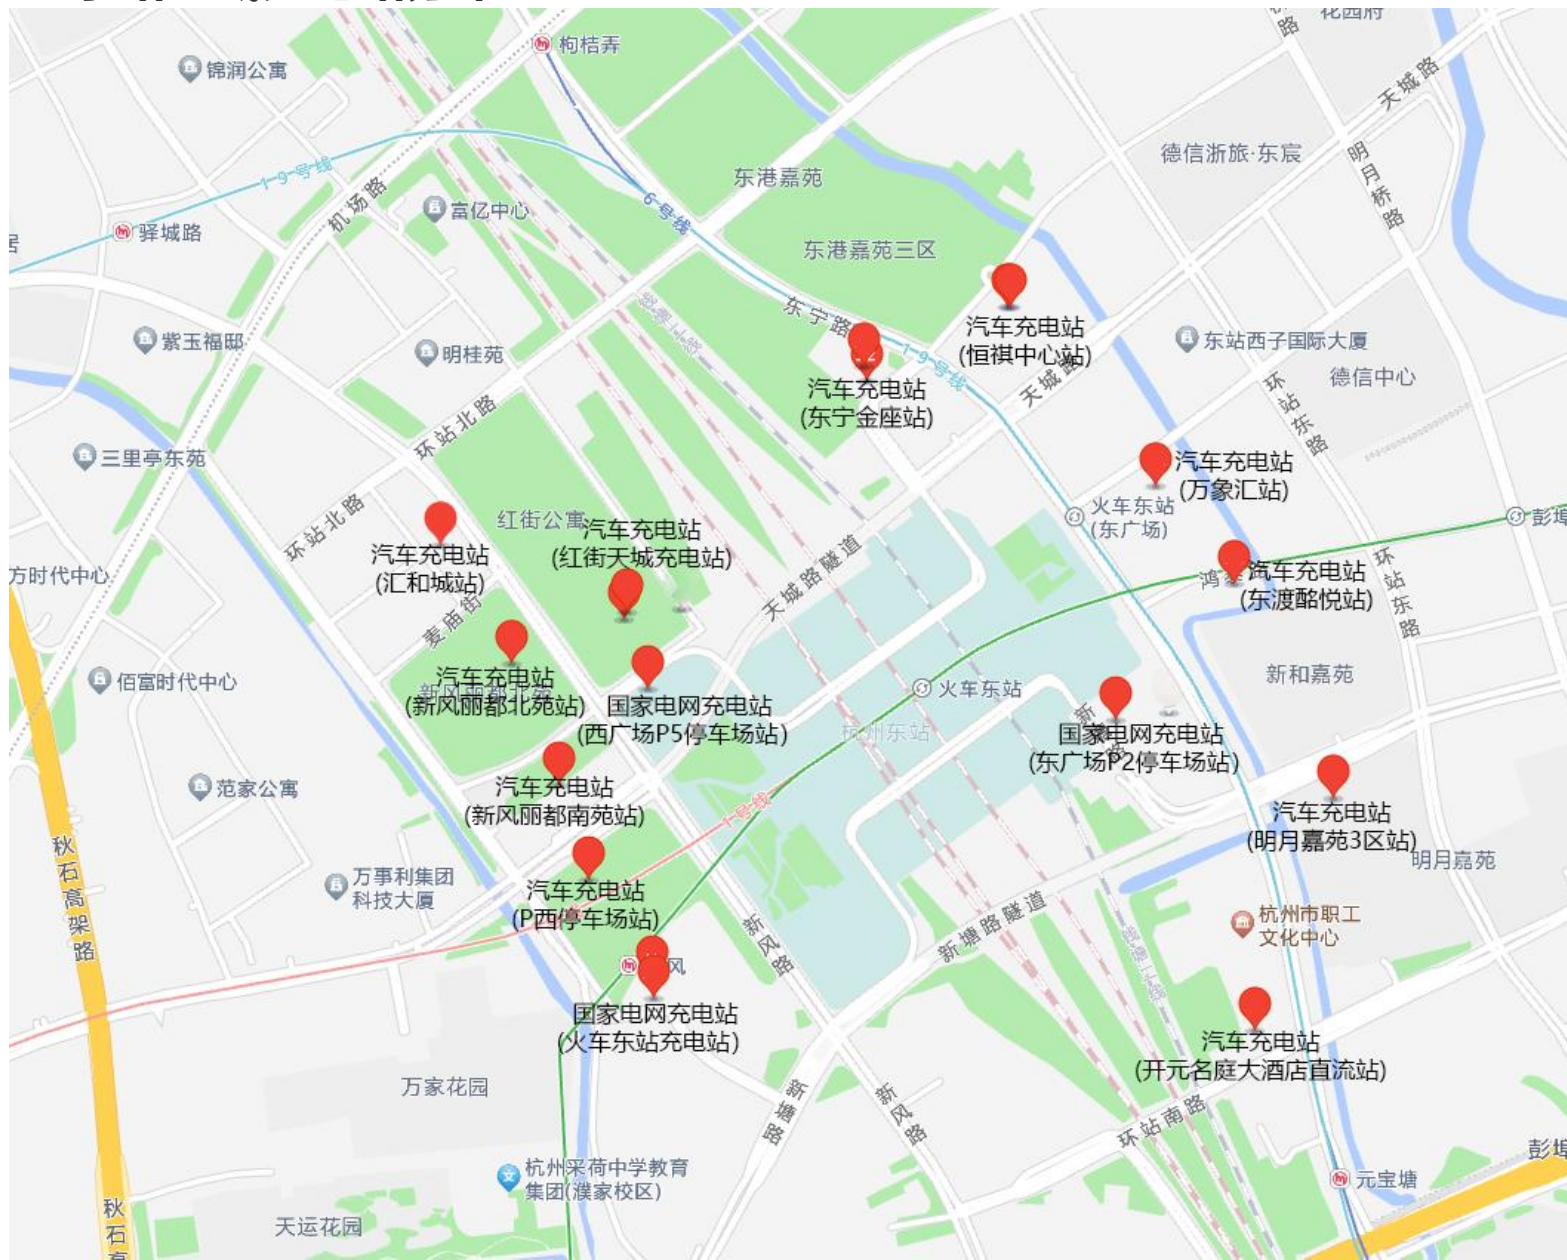 枸桔弄
锦润公寓
天城路
德信浙旅·东宸
明月桥路
东港嘉苑
1-9号线
机场路
富亿中心
6号线
驿城路
东港嘉苑三区
东宁路
汽车充电站
(恒祺中心站)
紫玉福邸
明桂苑
1-9号线
天城路
东站西子国际大厦
德信中心
汽车充电站
(东宁金座站)
环站东路
环站北路
三里亭东苑
汽车充电站
(万象汇站)
火车东站
(东广场)
环站北路
红街公寓
汽车充电站
(红街天城充电站)
汽车充电站
(汇和城站)
天城路隧道
方时代中心
汽车充电站
(东渡酩悦站)
环站东路
麦庙街
佰富时代中心
汽车充电站
(新风丽都北苑站)
国家电网充电站
(西广场P5停车场站)
火车东站
杭州东站
新和嘉苑
国家电网充电站
(东广场P2停车场站)
汽车充电站
(新风丽都南苑站)
范家公寓
1号线
汽车充电站
(明月嘉苑3区站)
明月嘉苑
秋石高架路
万事利集团
科技大厦
汽车充电站
(P西停车场站)
新风路
新塘路隧道
杭州市职工
文化中心
风
国家电网充电站
(火车东站充电站)
汽车充电站
(开元名庭大酒店直流站)
万家花园
新塘路
新风路
环站南路
杭州采荷中学教育
集团(濮家校区)
元宝塘
天运花园